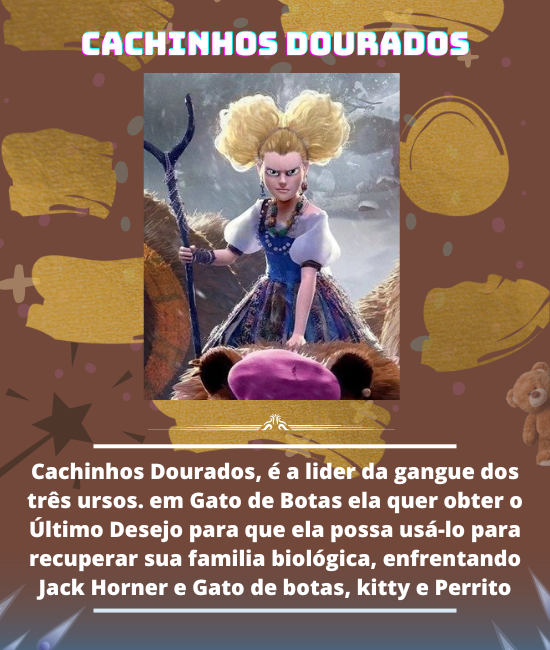 CACHINHOS DOURADOS
Cachinhos Dourados, é a lider da gangue dos
três ursos. em Gato de Botas ela quer obter o
Último Desejo para que ela possa usá-lo para
recuperar sua familia biológica, enfrentando
Jack Horner e Gato de botas, kitty e Perrito